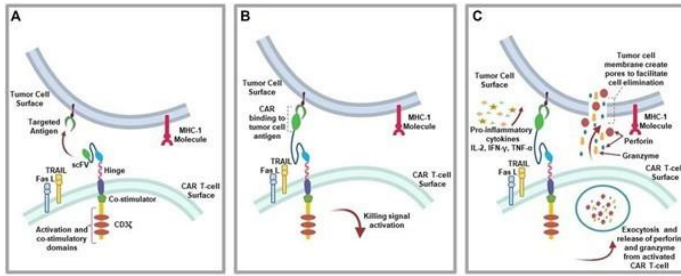 A
Tumor Cell
Surface
Targeted
Antigen
MHC-1
Molecule
scFV
Hinge
TRAIL
Fas L
CAR T-cell
Surface
Co-stimulator
Activation and
co-stimulatory
domains
CD3ζ
B
Tumor Cell
Surface
CAR
binding to
tumor cell
antigen
MHC-1
Molecule
TRAIL
Fas L
CAR T-cell
Surface
Killing signal
activation
C
Tumor cell
membrane create
pores to facilitate
cell elimination
Tumor Cell
Surface
Pro-inflammatory
cytokines
IL-2, IFN-γ, TNF-α
MHC-1
Molecule
Perforin
Granzyme
TRAIL
Fas L
CAR T-cell
Surface
Exocytosis and
release of perforin
and granzyme
from activated
CAR T-cell